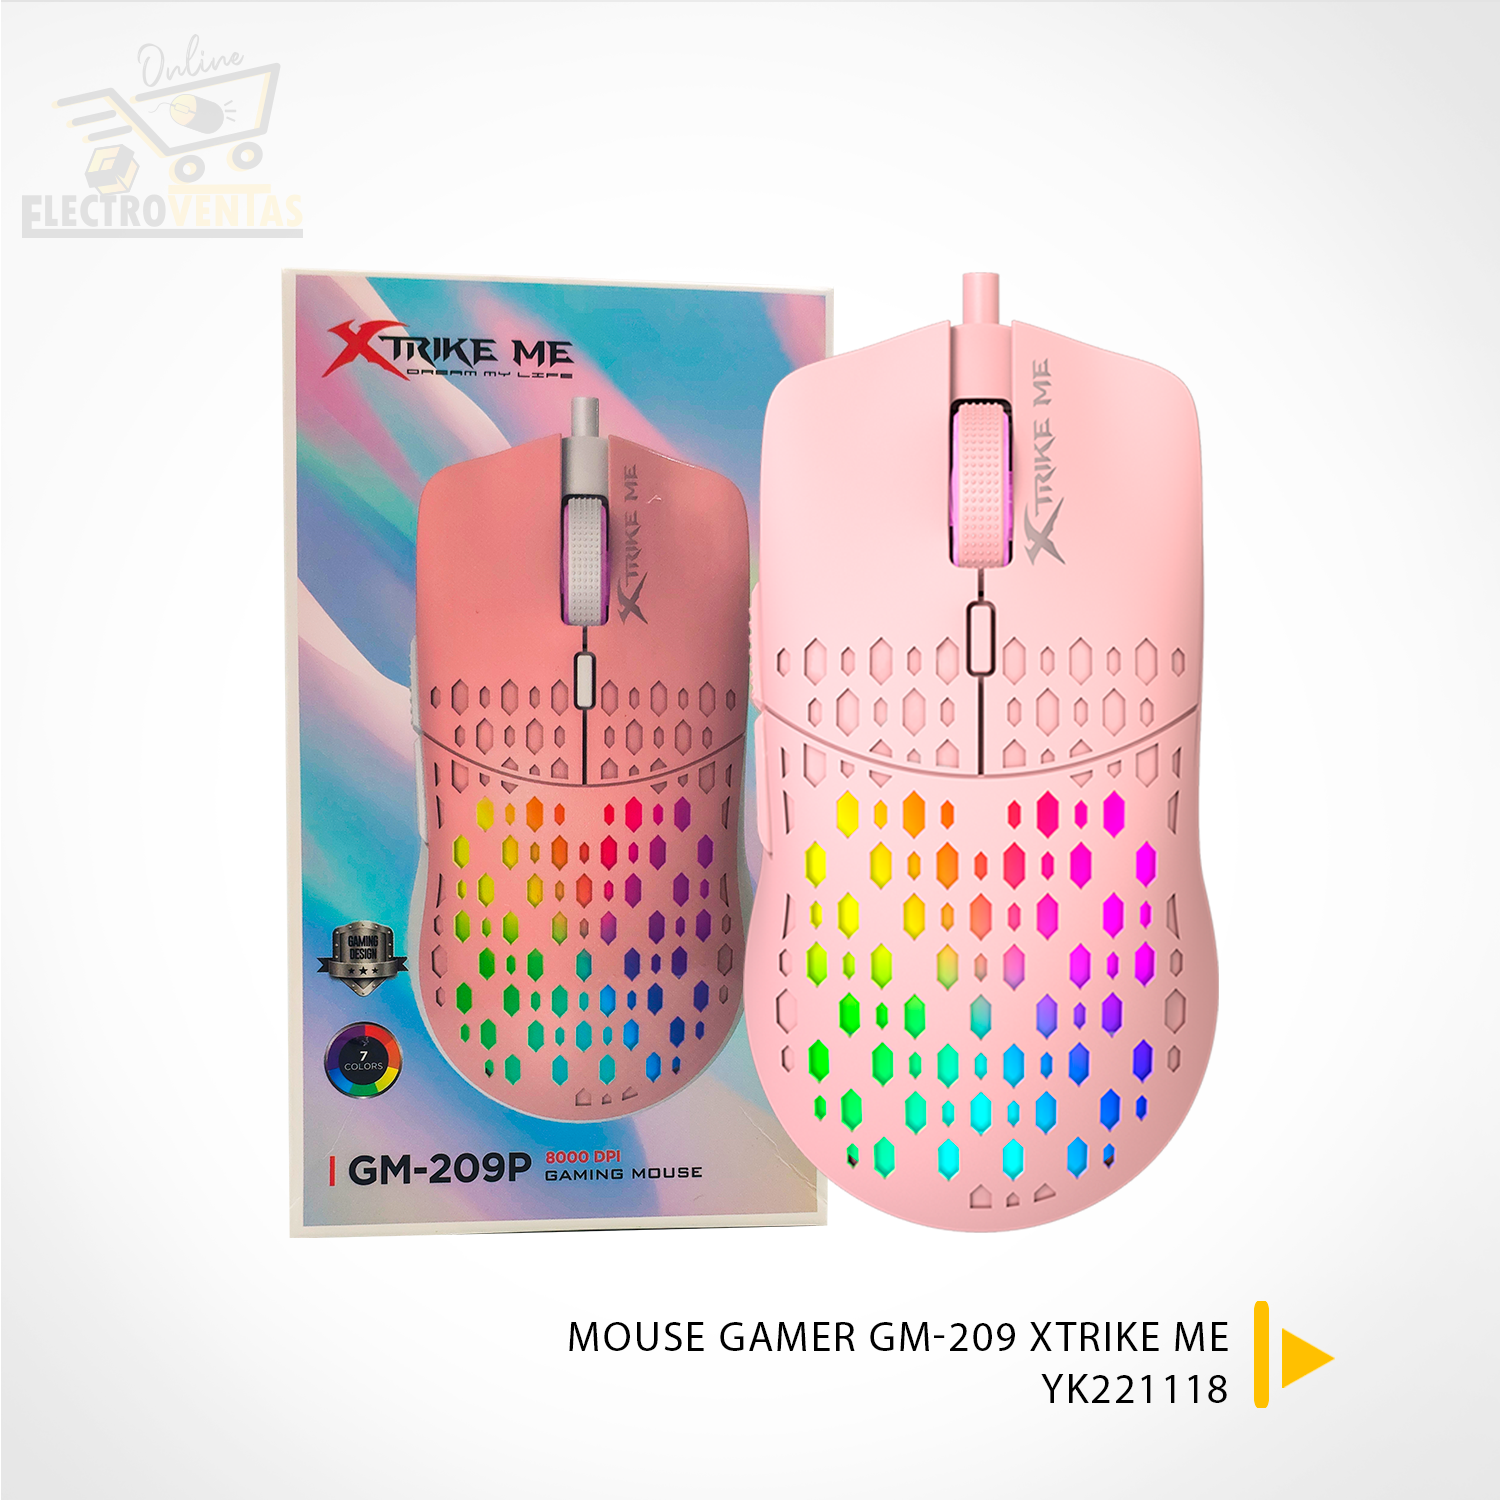 Online
ELECTROVENTAS
XTRIKE ME
DREAM MY LIFE
XTRIKE ME
XTRIKE ME
GAMING
DESIGN
7
COLORS
GM-209P
8000 DPI
GAMING MOUSE
MOUSE GAMER GM-209 XTRIKE ME
YK221118